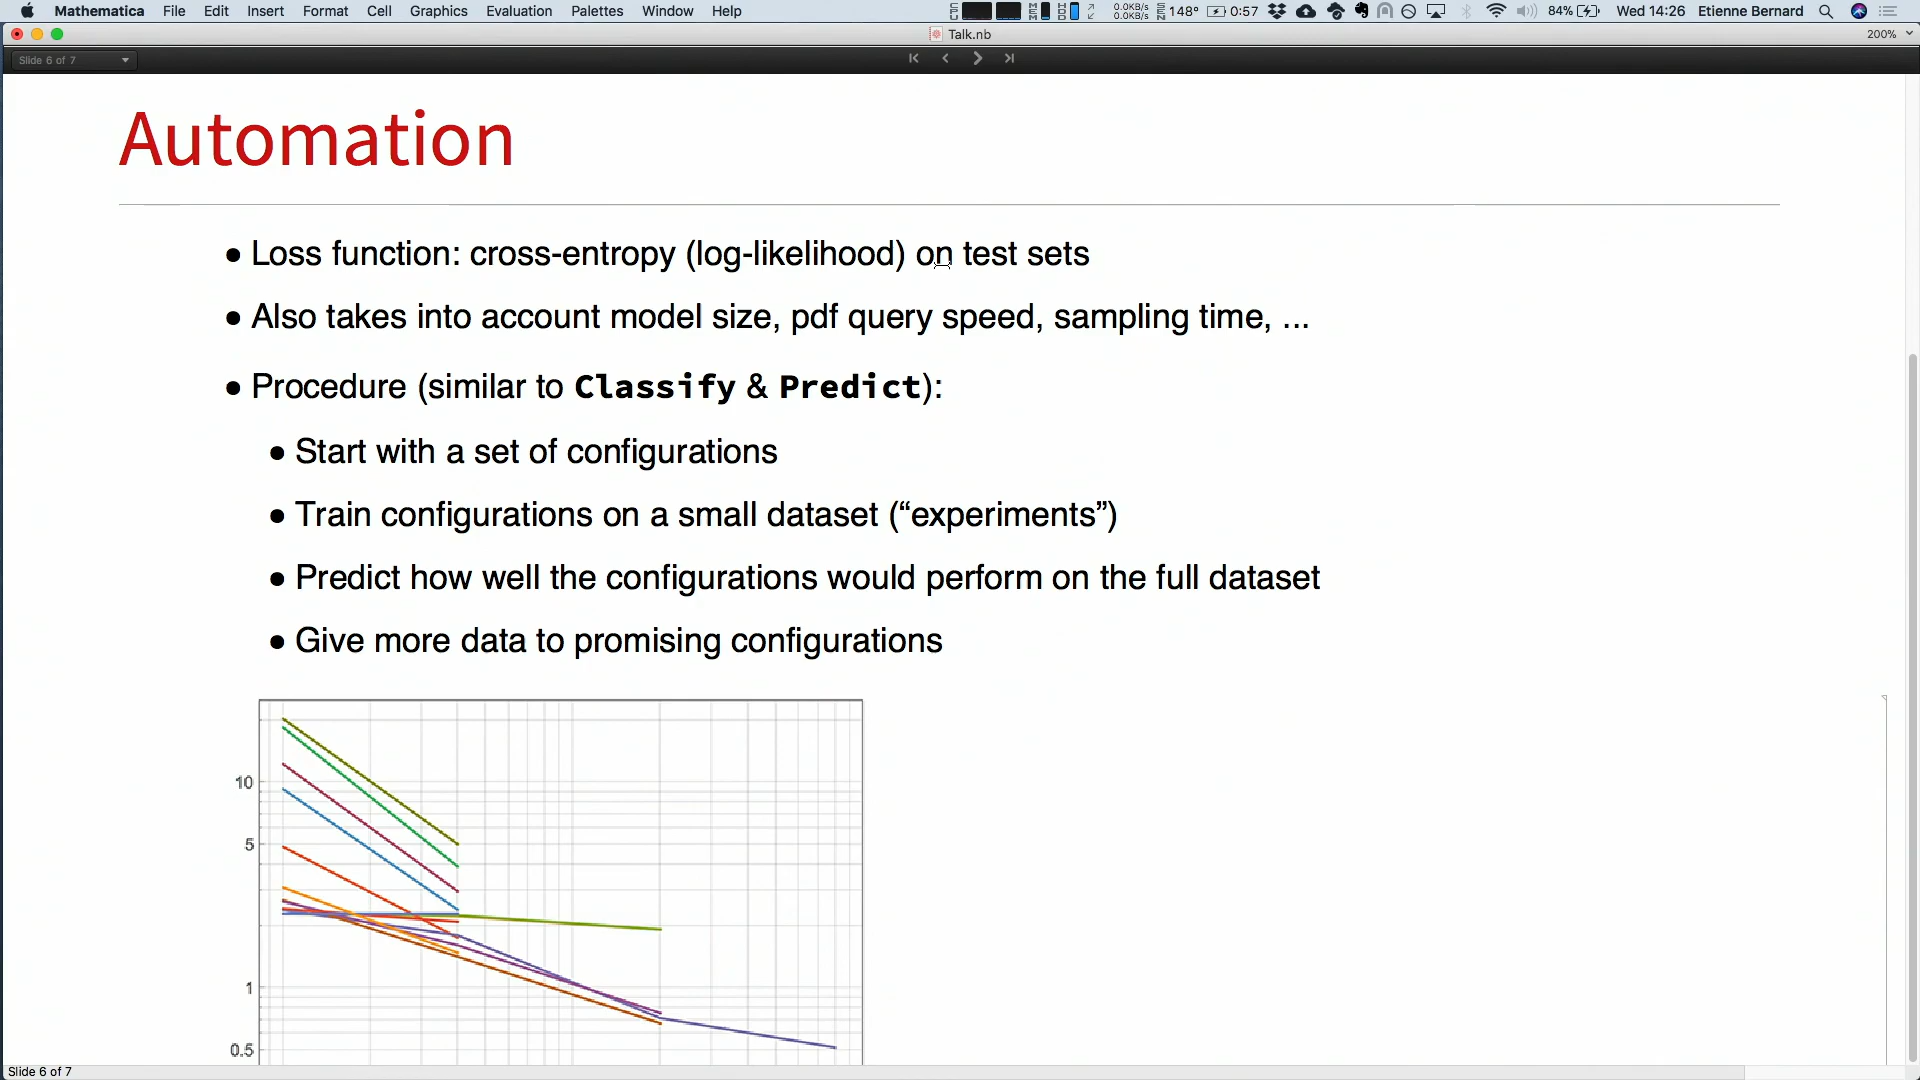 Mathematica File Edit Insert Format Cell Graphics Evaluation Palettes Window Help 0.0KB/s 0.0KB/s 148° 0:57 84% Wed 14:26 Etienne Bernard
Talk.nb 200%
Slide 6 of 7
Automation
● Loss function: cross-entropy (log-likelihood) on test sets
● Also takes into account model size, pdf query speed, sampling time, ...
● Procedure (similar to Classify & Predict):
● Start with a set of configurations
● Train configurations on a small dataset (“experiments”)
● Predict how well the configurations would perform on the full dataset
● Give more data to promising configurations
10
5
1
0.5
Slide 6 of 7